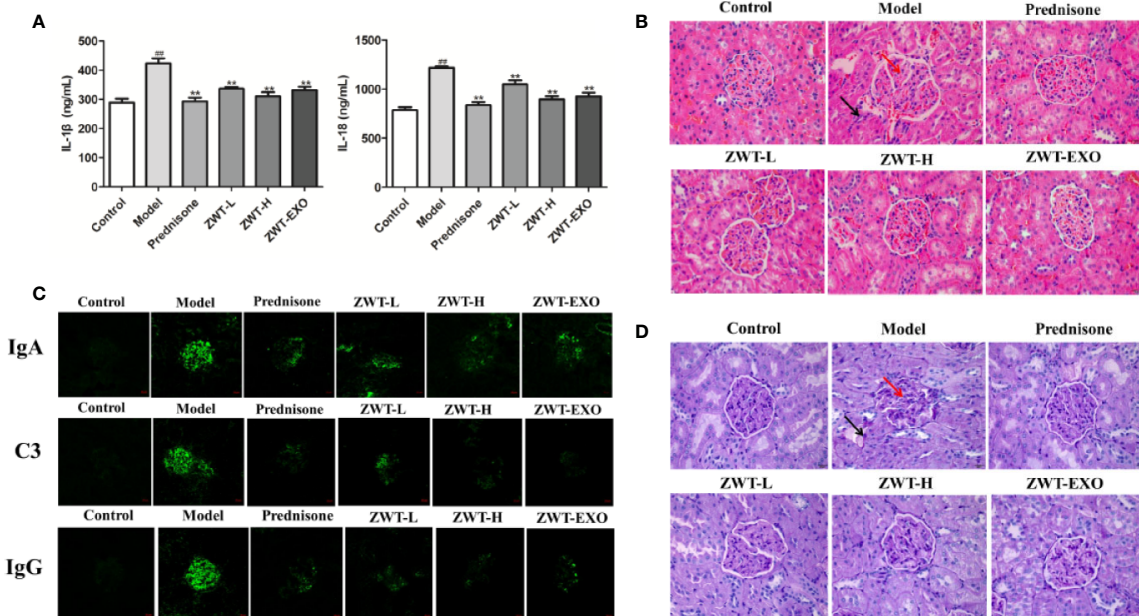 A
IL-1β (ng/mL)
500
400
300
200
100
0
##
**
**
**
**
Control
Model
Prednisone
ZWT-L
ZWT-H
ZWT-EXO
IL-18 (ng/mL)
1500
1000
500
0
##
**
**
**
**
Control
Model
Prednisone
ZWT-L
ZWT-H
ZWT-EXO
B
Control Model Prednisone
ZWT-L ZWT-H ZWT-EXO
C
Control Model Prednisone ZWT-L ZWT-H ZWT-EXO
IgA
Control Model Prednisone ZWT-L ZWT-H ZWT-EXO
C3
Control Model Prednisone ZWT-L ZWT-H ZWT-EXO
IgG
D
Control Model Prednisone
ZWT-L ZWT-H ZWT-EXO